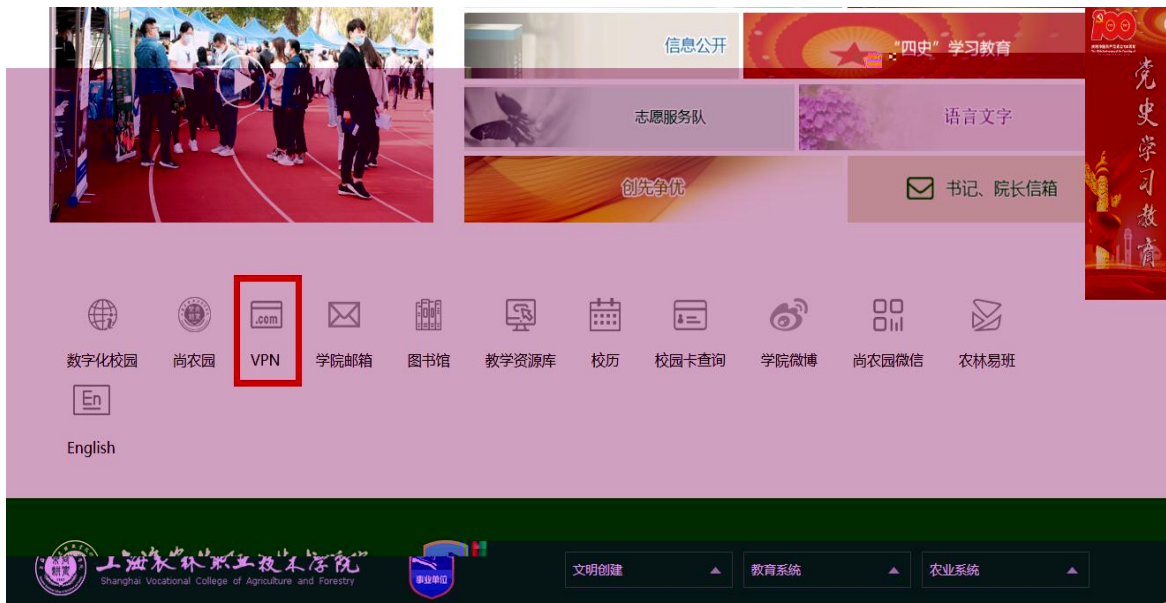 信息公开
“四史”学习教育
100
志愿服务队
语言文字
创先争优
书记、院长信箱
党史学习教育
.com
数字化校园
尚农园
VPN
学院邮箱
图书馆
教学资源库
校历
校园卡查询
学院微博
尚农园微信
农林易班
En
English
上海农林职业技术学院
Shanghai Vocational College of Agriculture and Forestry
事业单位
文明创建
教育系统
农业系统